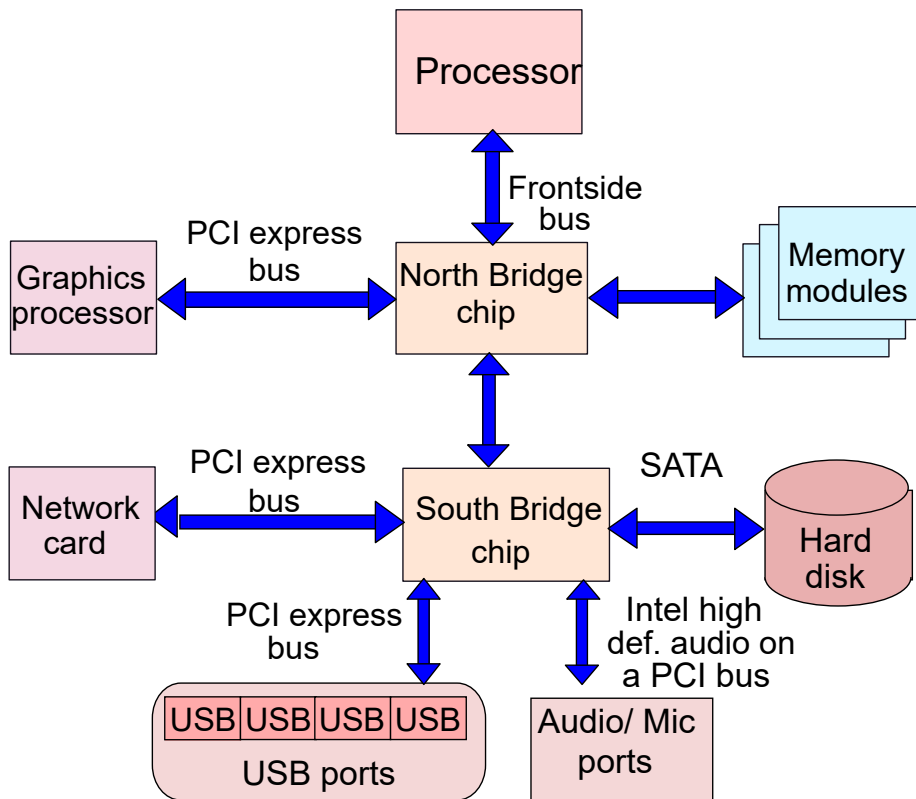 Processor
Frontside
bus
PCI express
bus
Graphics
processor
North Bridge
chip
Memory
modules
PCI express
bus
SATA
Network
card
South Bridge
chip
Hard
disk
PCI express
bus
Intel high
def. audio on
a PCI bus
USB USB USB USB
USB ports
Audio/ Mic
ports